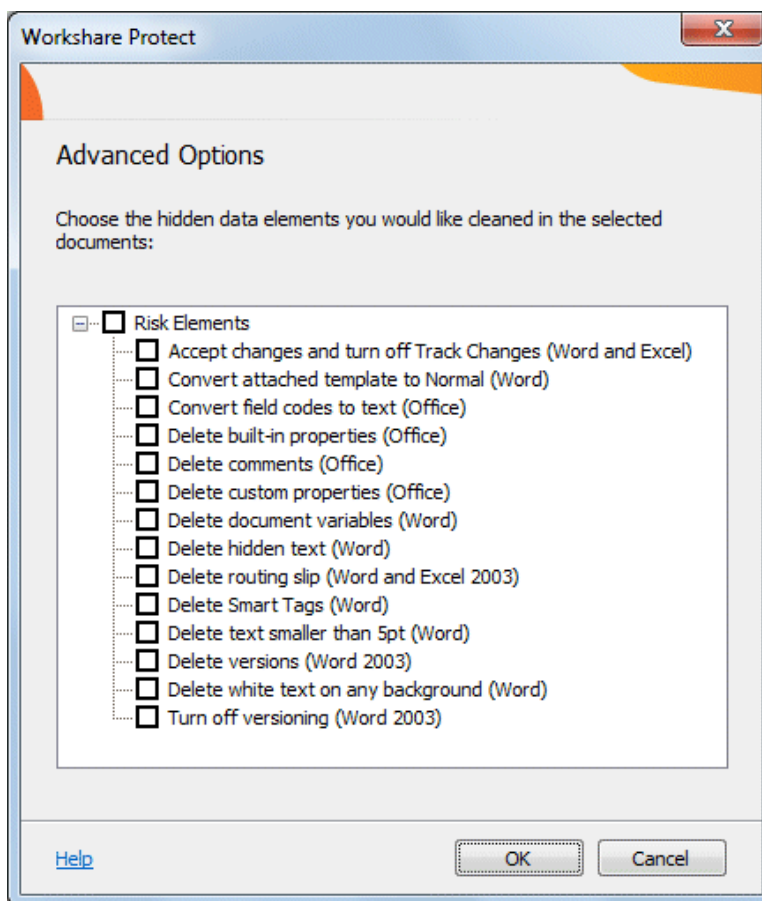 Workshare Protect
Advanced Options
Choose the hidden data elements you would like cleaned in the selected
documents:
Risk Elements
Accept changes and turn off Track Changes (Word and Excel)
Convert attached template to Normal (Word)
Convert field codes to text (Office)
Delete built-in properties (Office)
Delete comments (Office)
Delete custom properties (Office)
Delete document variables (Word)
Delete hidden text (Word)
Delete routing slip (Word and Excel 2003)
Delete Smart Tags (Word)
Delete text smaller than 5pt (Word)
Delete versions (Word 2003)
Delete white text on any background (Word)
Turn off versioning (Word 2003)
Help OK Cancel